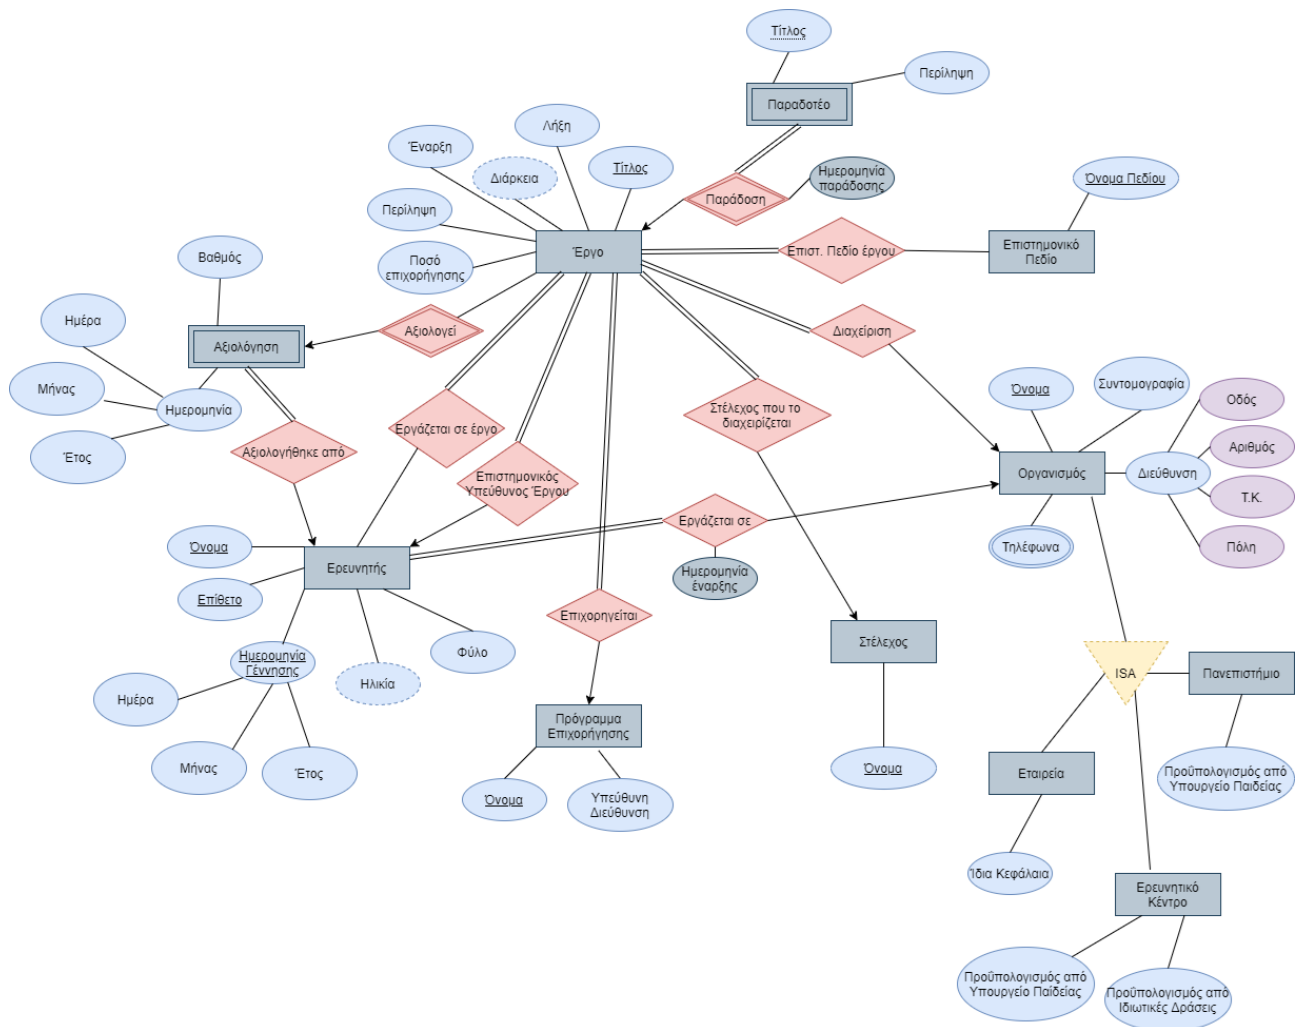 Τίτλος
Περίληψη
Παραδοτέο
Λήξη
Έναρξη
Διάρκεια
Τίτλος
Ημερομηνία
παράδοσης
Όνομα Πεδίου
Παράδοση
Περίληψη
Έργο
Επιστ. Πεδίο έργου
Επιστημονικό
Πεδίο
Βαθμός
Ποσό
επιχορήγησης
Ημέρα
Αξιολογεί
Διαχείριση
Αξιολόγηση
Μήνας
Ημερομηνία
Όνομα
Συντομογραφία
Οδός
Στέλεχος που το
διαχειρίζεται
Εργάζεται σε έργο
Αριθμός
Έτος
Αξιολογήθηκε από
Επιστημονικός
Υπεύθυνος Έργου
Οργανισμός
Διεύθυνση
Τ.Κ.
Εργάζεται σε
Όνομα
Τηλέφωνα
Πόλη
Ερευνητής
Ημερομηνία
έναρξης
Επίθετο
Επιχορηγείται
Στέλεχος
Ημερομηνία
Γέννησης
Φύλο
Ηλικία
ISA
Πανεπιστήμιο
Ημέρα
Πρόγραμμα
Επιχορήγησης
Μήνας
Έτος
Όνομα
Εταιρεία
Προϋπολογισμός από
Υπουργείο Παιδείας
Όνομα
Υπεύθυνη
Διεύθυνση
Ίδια Κεφάλαια
Ερευνητικό
Κέντρο
Προϋπολογισμός από
Υπουργείο Παίδείας
Προϋπολογισμός από
Ιδιωτικές Δράσεις